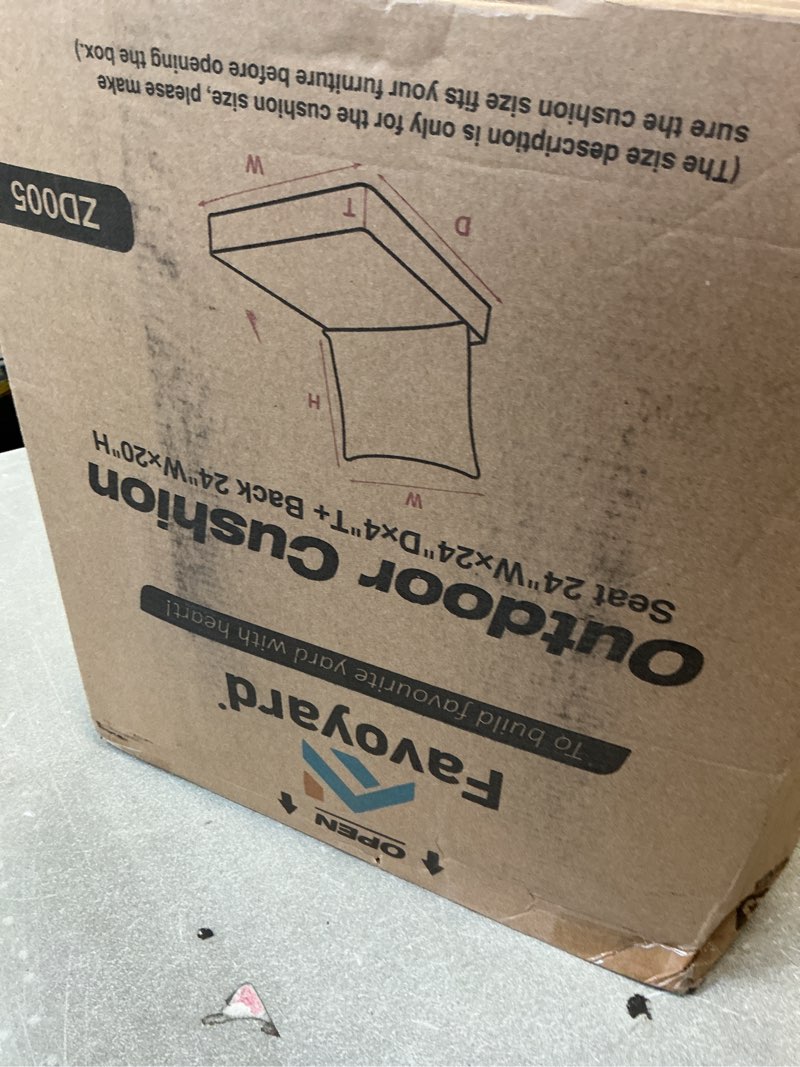 OPEN
Favoyard
To build favourite yard with heart!
Outdoor Cushion
Seat 24"W×24"D×4"T+ Back 24"W×20"H
W
H
D
T
W
ZD005
(The size description is only for the cushion size, please make
sure the cushion size fits your furniture before opening the box.)